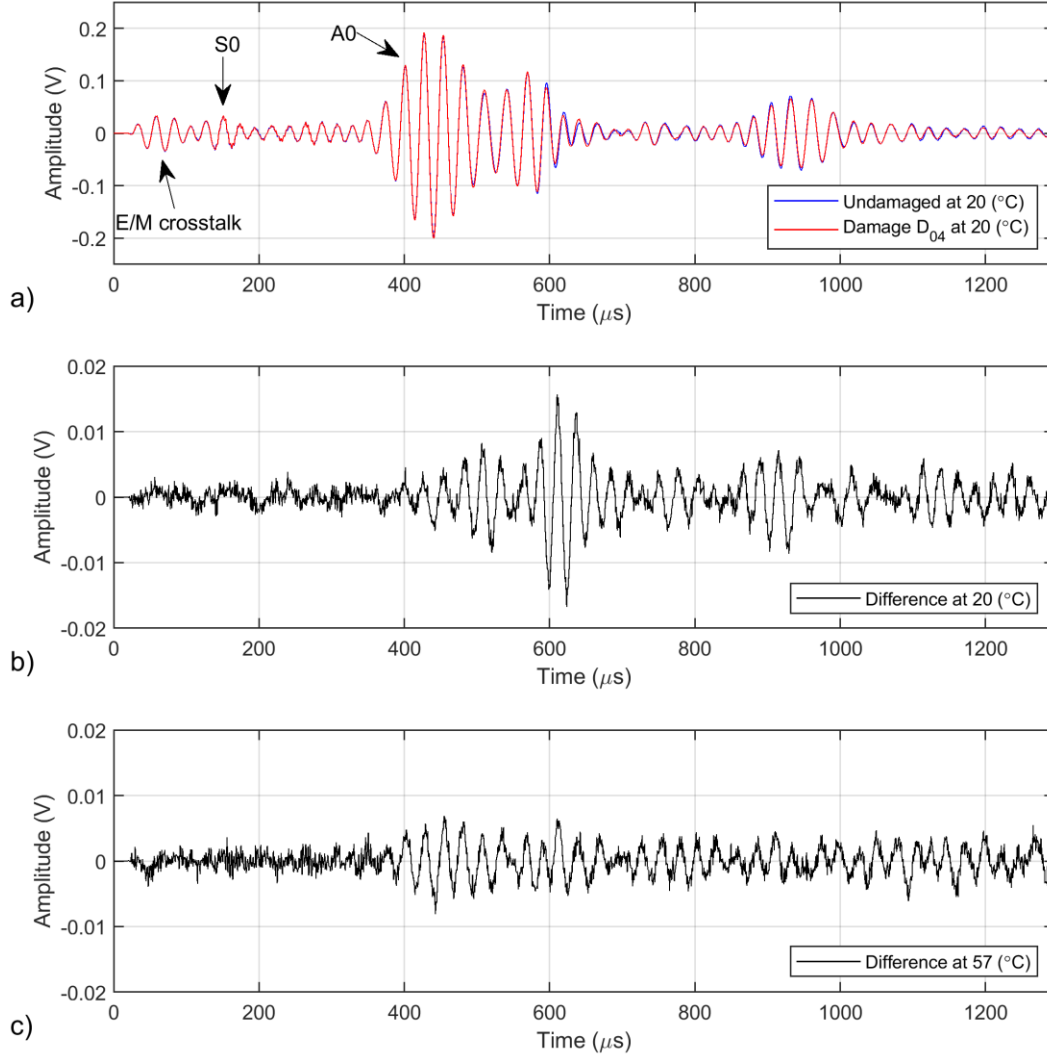 0.2
0.1
0
-0.1
-0.2
Amplitude (V)
S0
A0
E/M crosstalk
Undamaged at 20 (°C)
Damage D04 at 20 (°C)
0 200 400 600 800 1000 1200
Time (μs)
a)
0.02
0.01
0
-0.01
-0.02
Amplitude (V)
Difference at 20 (°C)
0 200 400 600 800 1000 1200
Time (μs)
b)
0.02
0.01
0
-0.01
-0.02
Amplitude (V)
Difference at 57 (°C)
0 200 400 600 800 1000 1200
Time (μs)
c)